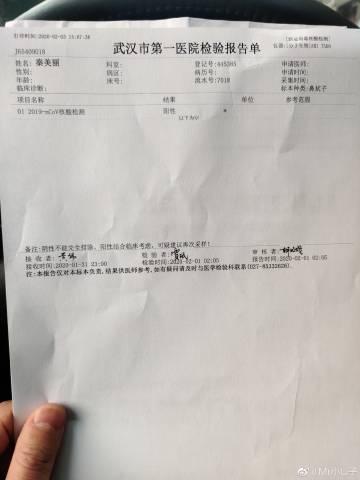 打印时间:2020-02-03 15:07:38
武汉市第一医院检验报告单
J65409018
姓名:秦美丽 科室: 登记号:445305 申请医师:
性别: 病区: 病历号: 申请时间:
年龄: 床号: 流水号:7018 采集时间:
临床诊断: 标本种类:鼻拭子
项目名称 结果 单位 参考范围
01 2019-nCoV核酸检测 阳性 *
以下为空
备注:阴性不能完全排除，阳性结合临床考虑，可疑建议再次采样!
接收者: 检验者: 审核者:
接收时间:2020-01-31 23:00 检验时间:2020-02-01 02:05 报告时间:2020-02-01 02:05
注:本报告仅对本标本负责,结果供医师参考,如有疑问请及时与医学检验科联系(027-85332626).